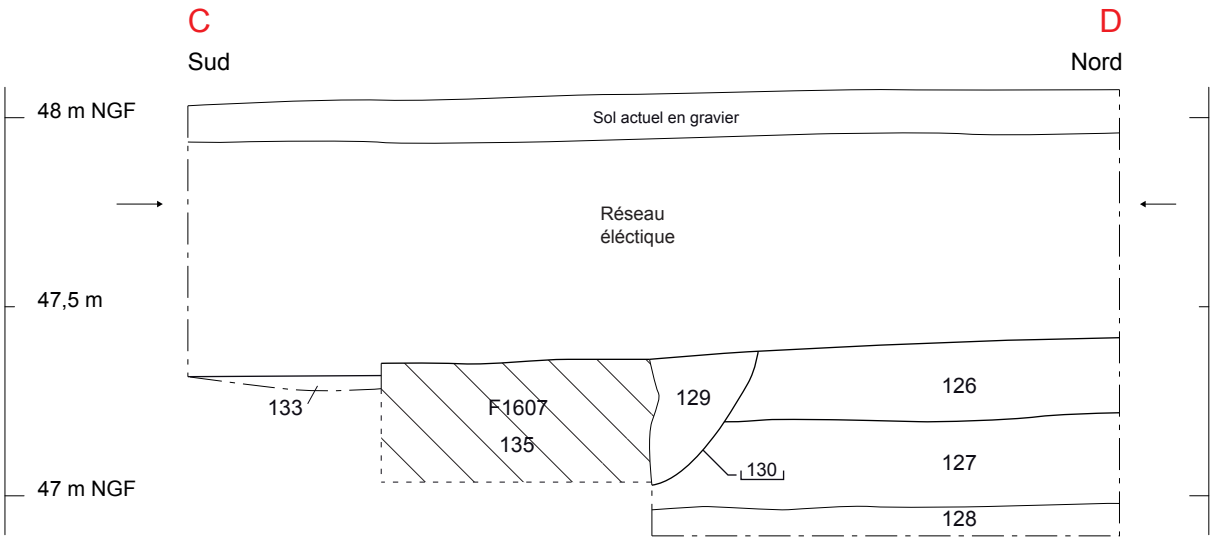 C
D
Sud
Nord
48 m NGF
Sol actuel en gravier
Réseau
éléctique
47,5 m
133
F1607
135
129
126
130
127
47 m NGF
128